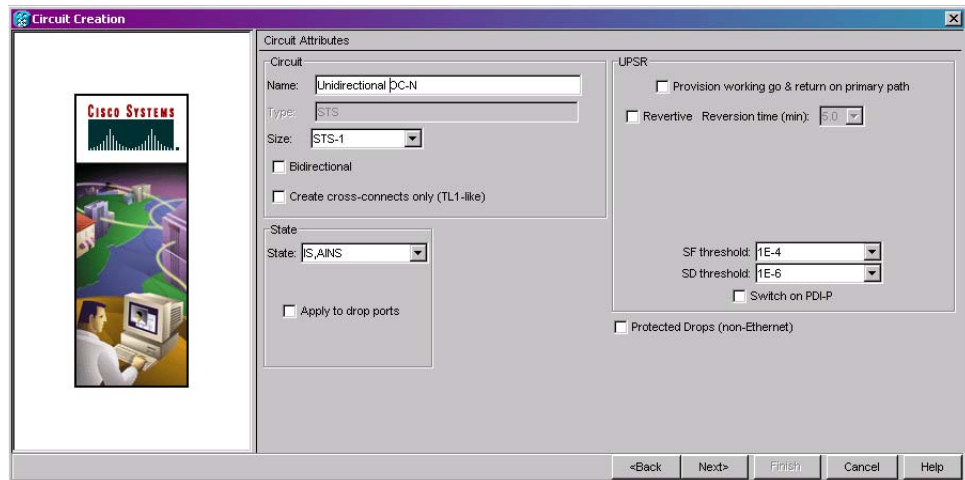 Circuit Creation
CISCO SYSTEMS
Circuit Attributes
Circuit
Name: Unidirectional OC-N
Type: STS
Size: STS-1
Bidirectional
Create cross-connects only (TL1-like)
State
State: IS,AINS
Apply to drop ports
UPSR
Provision working go & return on primary path
Revertive Reversion time (min): 5.0
SF threshold: 1E-4
SD threshold: 1E-6
Switch on PDI-P
Protected Drops (non-Ethernet)
<Back Next> Finish Cancel Help